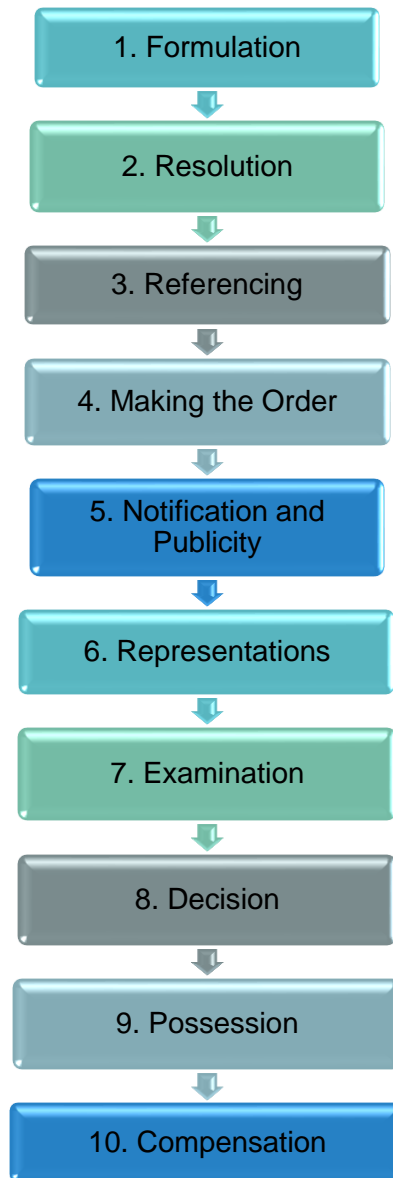 1. Formulation
2. Resolution
3. Referencing
4. Making the Order
5. Notification and
Publicity
6. Representations
7. Examination
8. Decision
9. Possession
10. Compensation